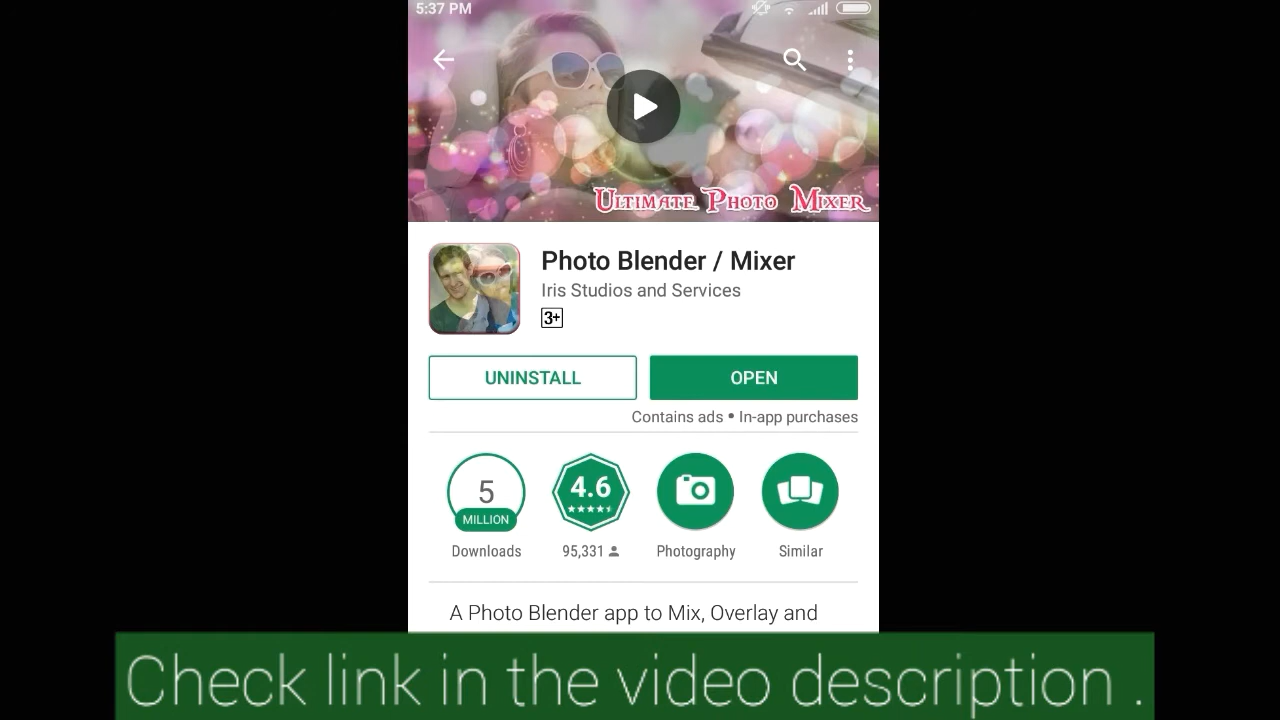 5:37 PM
Ultimate Photo Mixer
Photo Blender / Mixer
Iris Studios and Services
3+
UNINSTALL
OPEN
Contains ads • In-app purchases
5
MILLION
4.6
Downloads
95,331
Photography
Similar
A Photo Blender app to Mix, Overlay and
Check link in the video description .